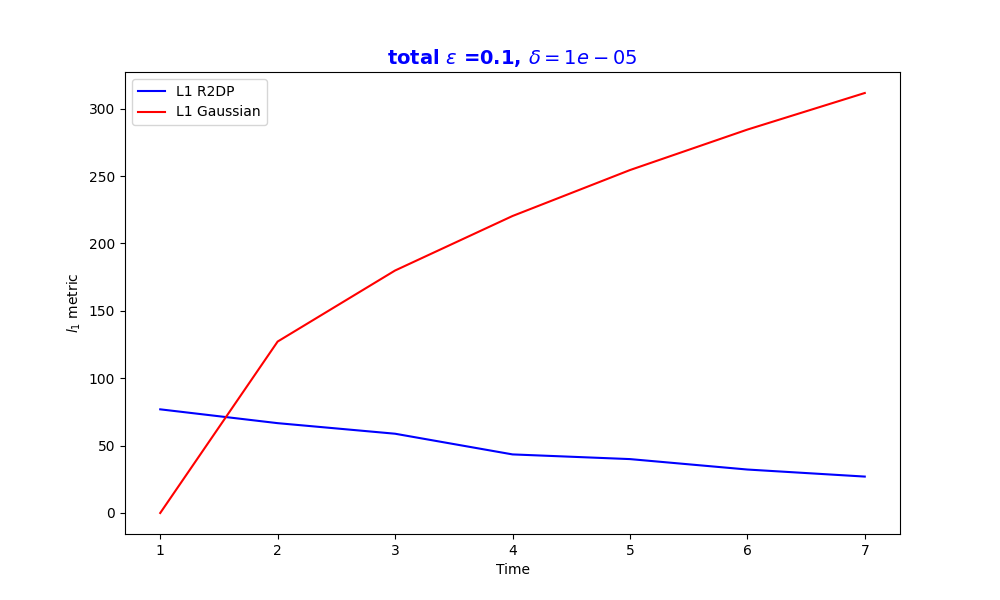 total ε =0.1, δ = 1e − 05
L1 R2DP
L1 Gaussian
300
250
200
150
100
50
0
l₁ metric
1 2 3 4 5 6 7
Time